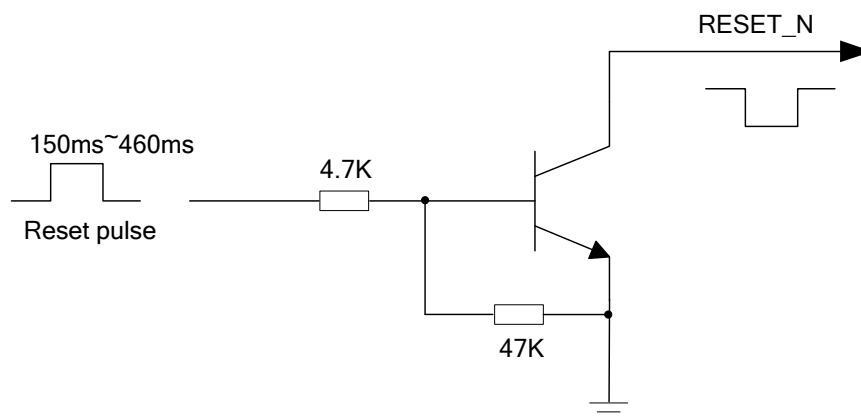 RESET_N
150ms~460ms
4.7K
Reset pulse
47K